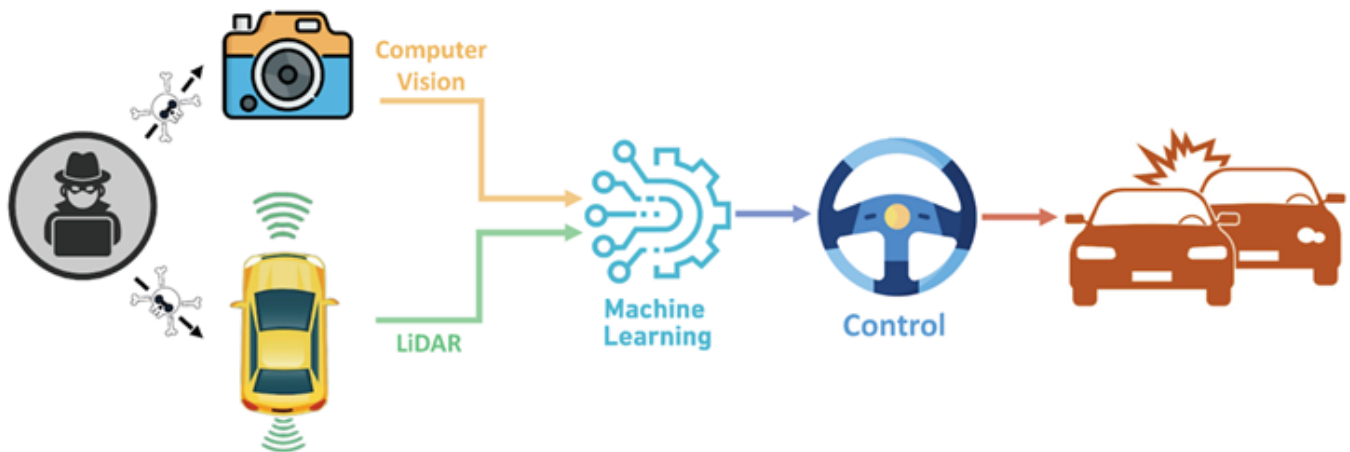 Computer
Vision
LiDAR
Machine
Learning
Control